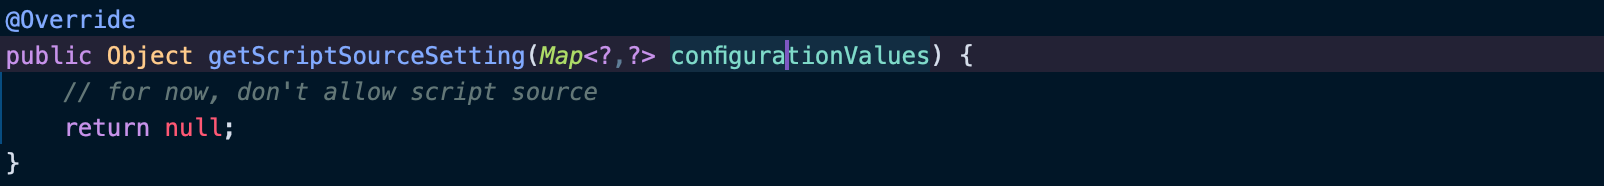 @Override
public Object getScriptSourceSetting(Map<?,?> configurationValues) {
    // for now, don't allow script source
    return null;
}